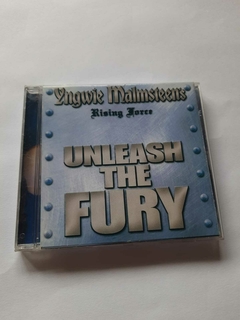 Yngwie Malmsteen's
Rising Force
UNLEASH
THE
FURY